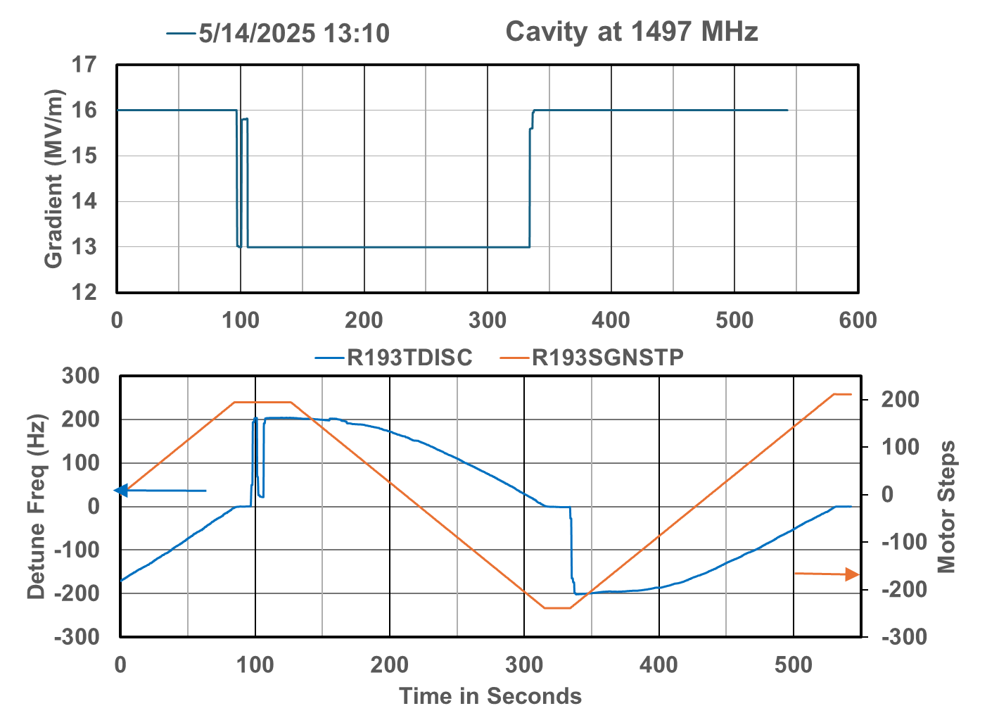 5/14/2025 13:10
Cavity at 1497 MHz
Gradient (MV/m)
17
16
15
14
13
12
0 100 200 300 400 500 600
R193TDISC R193SGNSTP
Detune Freq (Hz)
300
200
100
0
-100
-200
-300
200
100
0
-100
-200
-300
Motor Steps
0 100 200 300 400 500
Time in Seconds